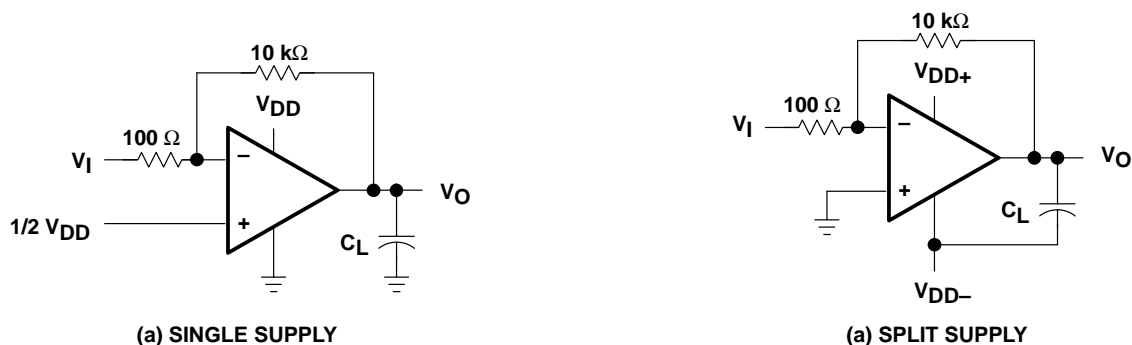 10 kΩ
VDD
100 Ω
VI
−
+
1/2 VDD
VO
CL
(a) SINGLE SUPPLY
10 kΩ
VDD+
100 Ω
VI
−
+
VO
CL
VDD−
(a) SPLIT SUPPLY